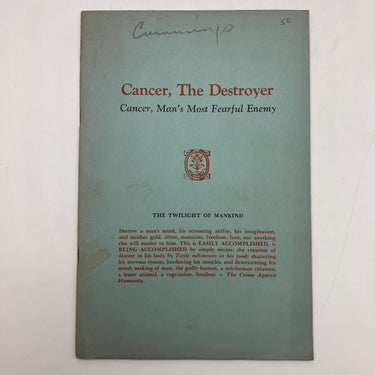 Cummings
50
Cancer, The Destroyer
Cancer, Man's Most Fearful Enemy
THE TWILIGHT OF MANKIND
Destroy a man's mind, his reasoning ability, his imagination,
and neither gold, silver, mansions, freedom, love, nor anything
else will matter to him. This is EASILY ACCOMPLISHED, is
BEING ACCOMPLISHED by simple means: the creation of
disease in his body by Toxic substances in his food; shattering
his nervous system, hardening his muscles, and deteriorating his
mind; making of man, the godly human, a sub-human creature,
a lesser animal, a vegetation, Soulless: — The Crime Against
Humanity.